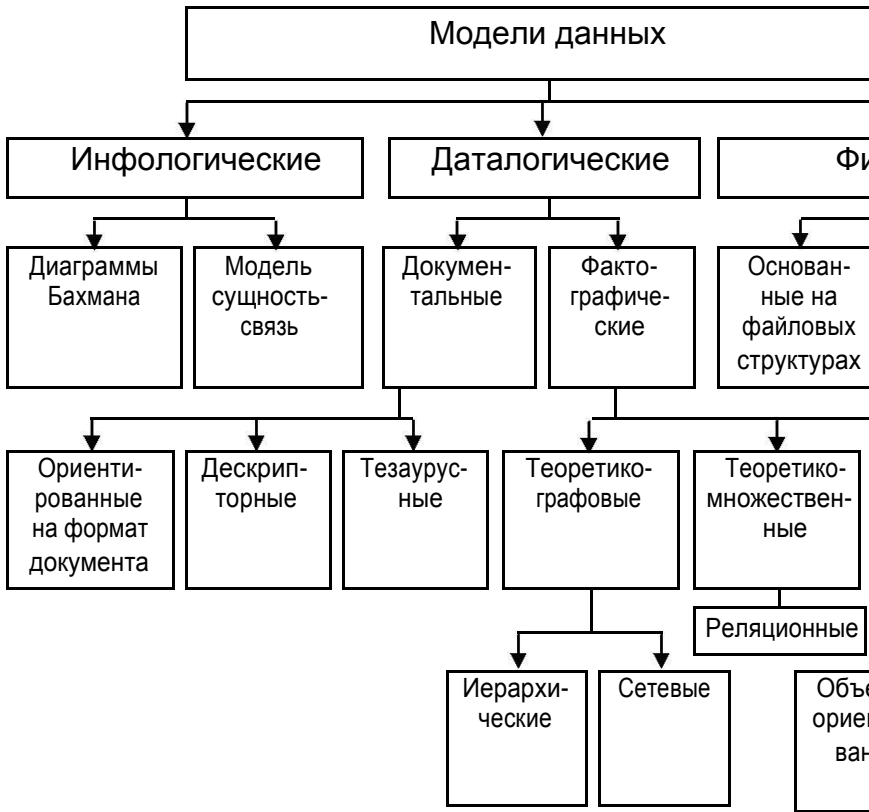 Модели данных
Инфологические
Даталогические
Диаграммы
Бахмана
Модель
сущность-
связь
Докумен-
тальные
Факто-
графиче-
ские
Основан-
ные на
файловых
структурах
Ориенти-
рованные
на формат
документа
Дескрип-
торные
Тезаурус-
ные
Теоретико-
графовые
Теоретико-
множествен-
ные
Реляционные
Иерархи-
ческие
Сетевые